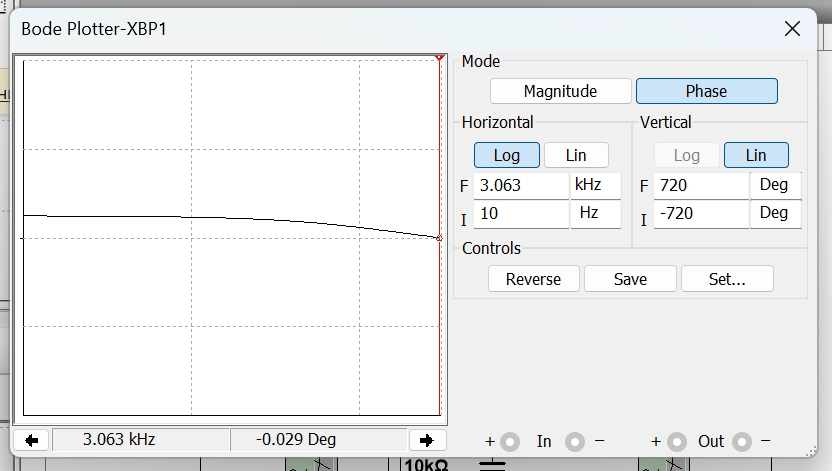 Bode Plotter-XBP1
Mode
Magnitude Phase
Horizontal Vertical
Log Lin Log Lin
F 3.063 kHz F 720 Deg
I 10 Hz I -720 Deg
Controls
Reverse Save Set...
3.063 kHz -0.029 Deg + In − + Out −
10kΩ